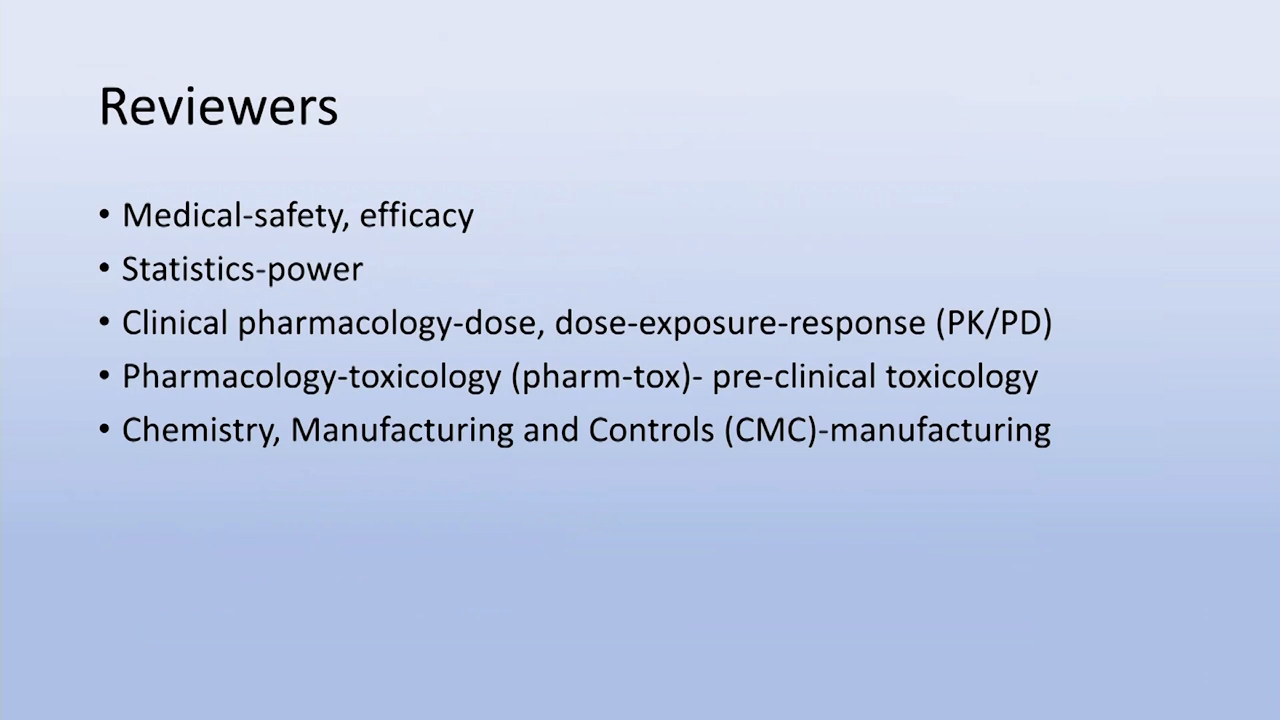 Reviewers
• Medical-safety, efficacy
• Statistics-power
• Clinical pharmacology-dose, dose-exposure-response (PK/PD)
• Pharmacology-toxicology (pharm-tox)- pre-clinical toxicology
• Chemistry, Manufacturing and Controls (CMC)-manufacturing